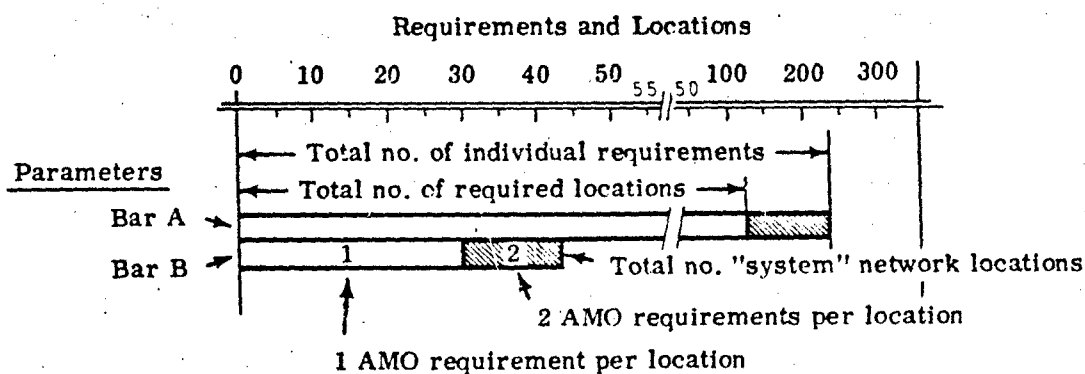 Requirements and Locations
0 10 20 30 40 50 55 50 100 200 300
Total no. of individual requirements
Parameters
Total no. of required locations
Bar A
Bar B
1 2
Total no. "system" network locations
2 AMO requirements per location
1 AMO requirement per location